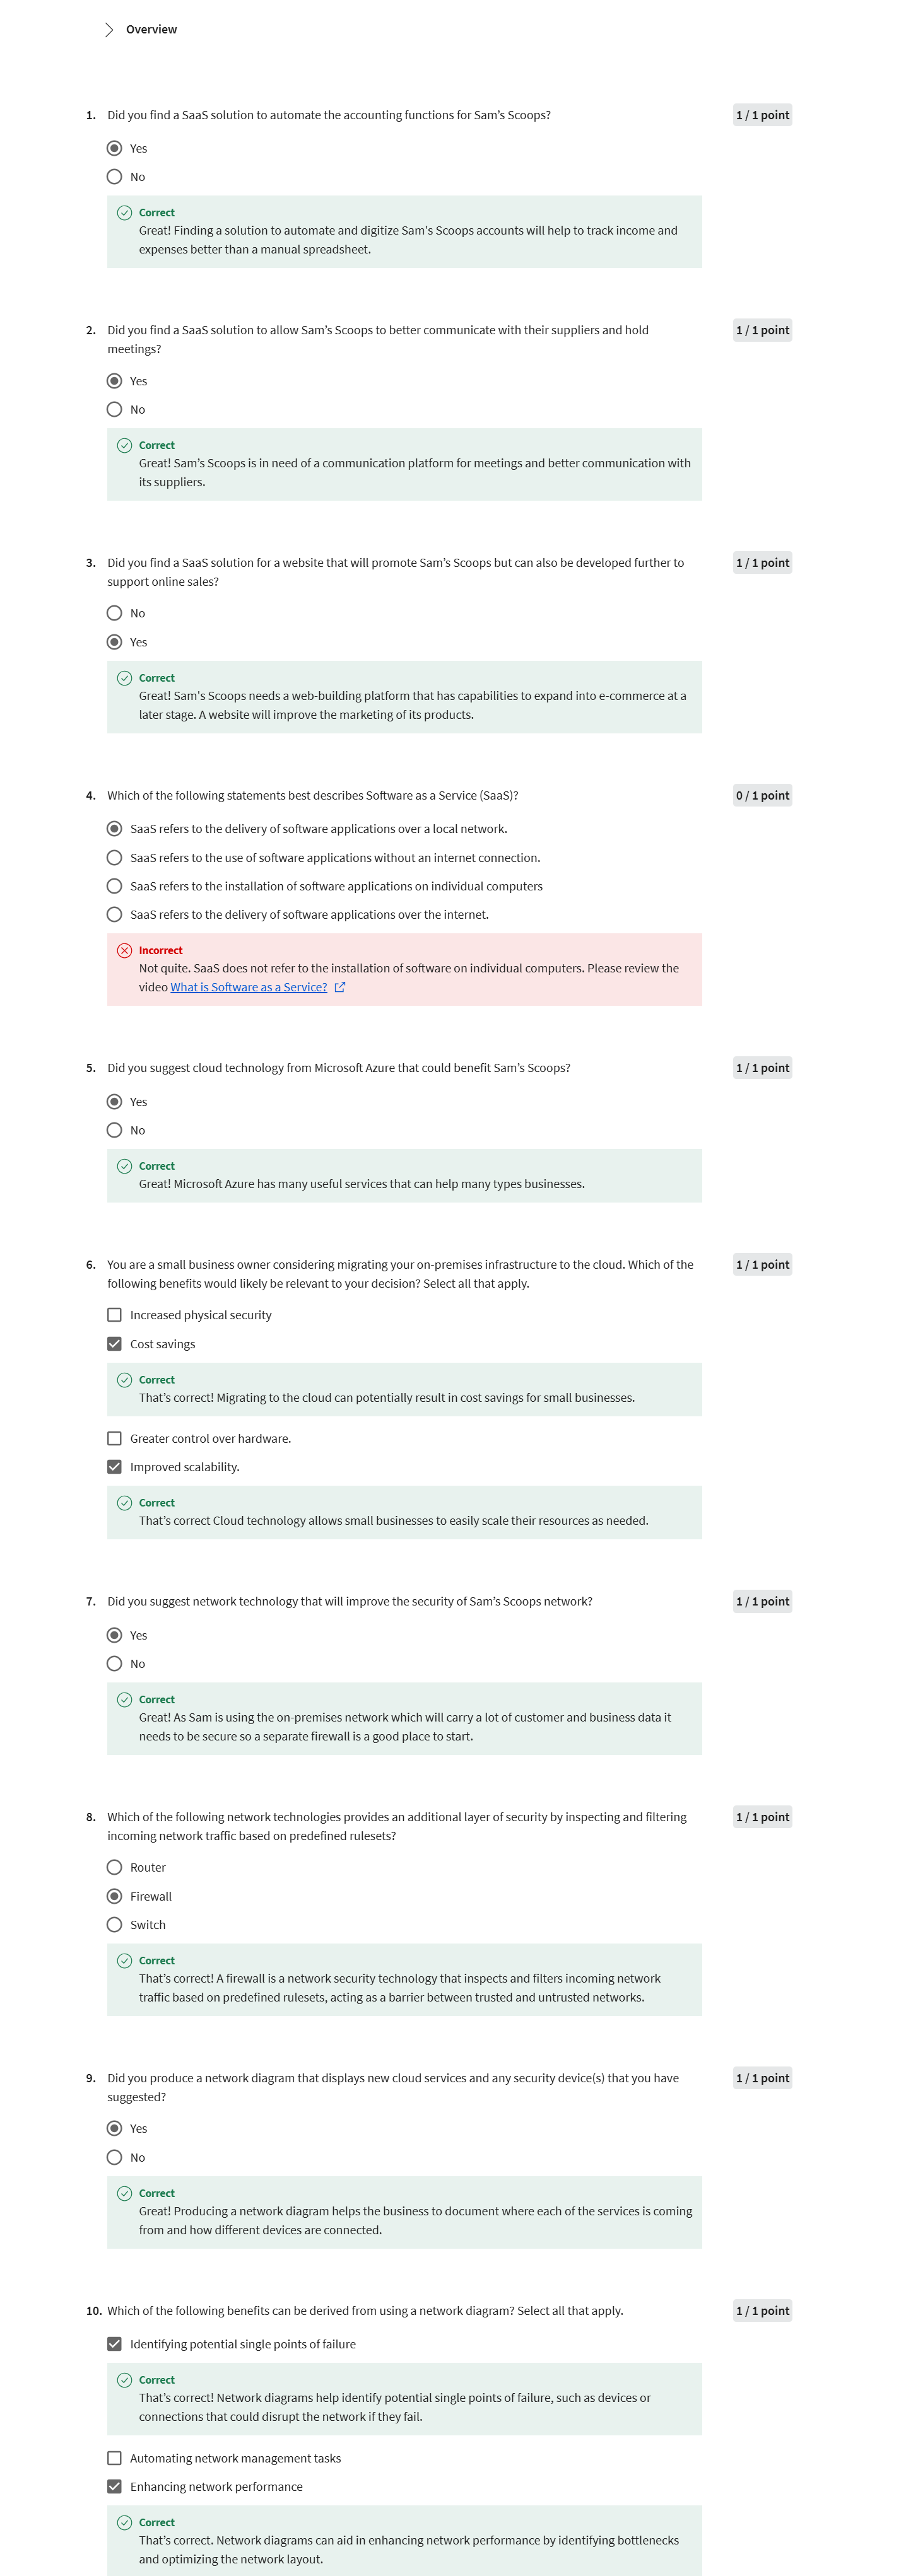 Overview
1. Did you find a SaaS solution to automate the accounting functions for Sam’s Scoops?
1 / 1 point
Yes
No
Correct
Great! Finding a solution to automate and digitize Sam's Scoops accounts will help to track income and
expenses better than a manual spreadsheet.
2. Did you find a SaaS solution to allow Sam’s Scoops to better communicate with their suppliers and hold
meetings?
1 / 1 point
Yes
No
Correct
Great! Sam’s Scoops is in need of a communication platform for meetings and better communication with
its suppliers.
3. Did you find a SaaS solution for a website that will promote Sam’s Scoops but can also be developed further to
support online sales?
1 / 1 point
No
Yes
Correct
Great! Sam's Scoops needs a web-building platform that has capabilities to expand into e-commerce at a
later stage. A website will improve the marketing of its products.
4. Which of the following statements best describes Software as a Service (SaaS)?
0 / 1 point
SaaS refers to the delivery of software applications over a local network.
SaaS refers to the use of software applications without an internet connection.
SaaS refers to the installation of software applications on individual computers
SaaS refers to the delivery of software applications over the internet.
Incorrect
Not quite. SaaS does not refer to the installation of software on individual computers. Please review the
video What is Software as a Service?
5. Did you suggest cloud technology from Microsoft Azure that could benefit Sam’s Scoops?
1 / 1 point
Yes
No
Correct
Great! Microsoft Azure has many useful services that can help many types businesses.
6. You are a small business owner considering migrating your on-premises infrastructure to the cloud. Which of the
following benefits would likely be relevant to your decision? Select all that apply.
1 / 1 point
Increased physical security
Cost savings
Correct
That’s correct! Migrating to the cloud can potentially result in cost savings for small businesses.
Greater control over hardware.
Improved scalability.
Correct
That’s correct Cloud technology allows small businesses to easily scale their resources as needed.
7. Did you suggest network technology that will improve the security of Sam’s Scoops network?
1 / 1 point
Yes
No
Correct
Great! As Sam is using the on-premises network which will carry a lot of customer and business data it
needs to be secure so a separate firewall is a good place to start.
8. Which of the following network technologies provides an additional layer of security by inspecting and filtering
incoming network traffic based on predefined rulesets?
1 / 1 point
Router
Firewall
Switch
Correct
That’s correct! A firewall is a network security technology that inspects and filters incoming network
traffic based on predefined rulesets, acting as a barrier between trusted and untrusted networks.
9. Did you produce a network diagram that displays new cloud services and any security device(s) that you have
suggested?
1 / 1 point
Yes
No
Correct
Great! Producing a network diagram helps the business to document where each of the services is coming
from and how different devices are connected.
10. Which of the following benefits can be derived from using a network diagram? Select all that apply.
1 / 1 point
Identifying potential single points of failure
Correct
That’s correct! Network diagrams help identify potential single points of failure, such as devices or
connections that could disrupt the network if they fail.
Automating network management tasks
Enhancing network performance
Correct
That’s correct. Network diagrams can aid in enhancing network performance by identifying bottlenecks
and optimizing the network layout.